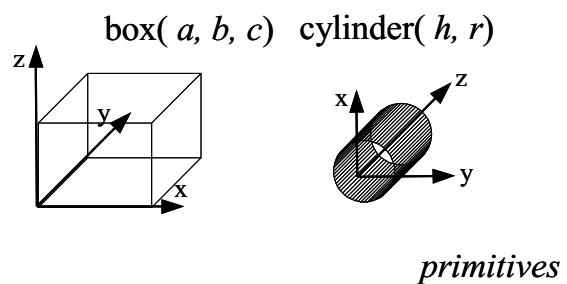 box( a, b, c) cylinder( h, r)
z
y
x
x
z
y
primitives